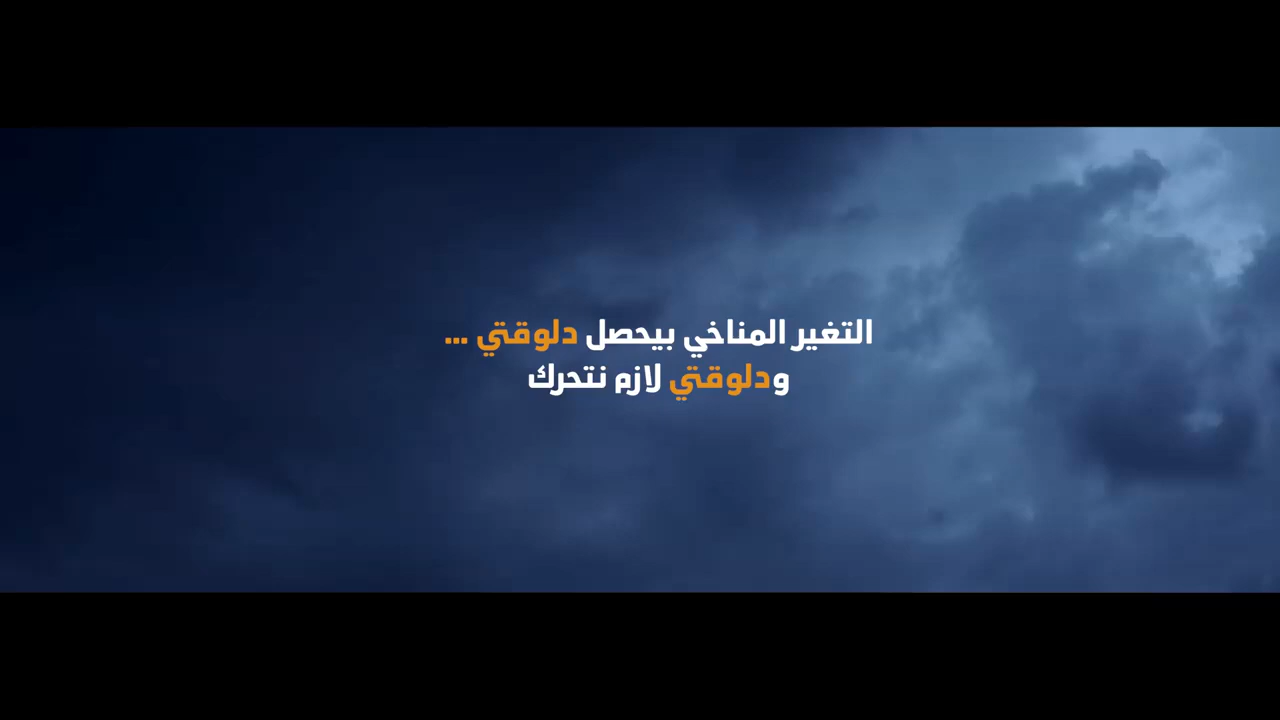 التغير المناخي بيحصل دلوقتي ...
ودلوقتي لازم نتحرك